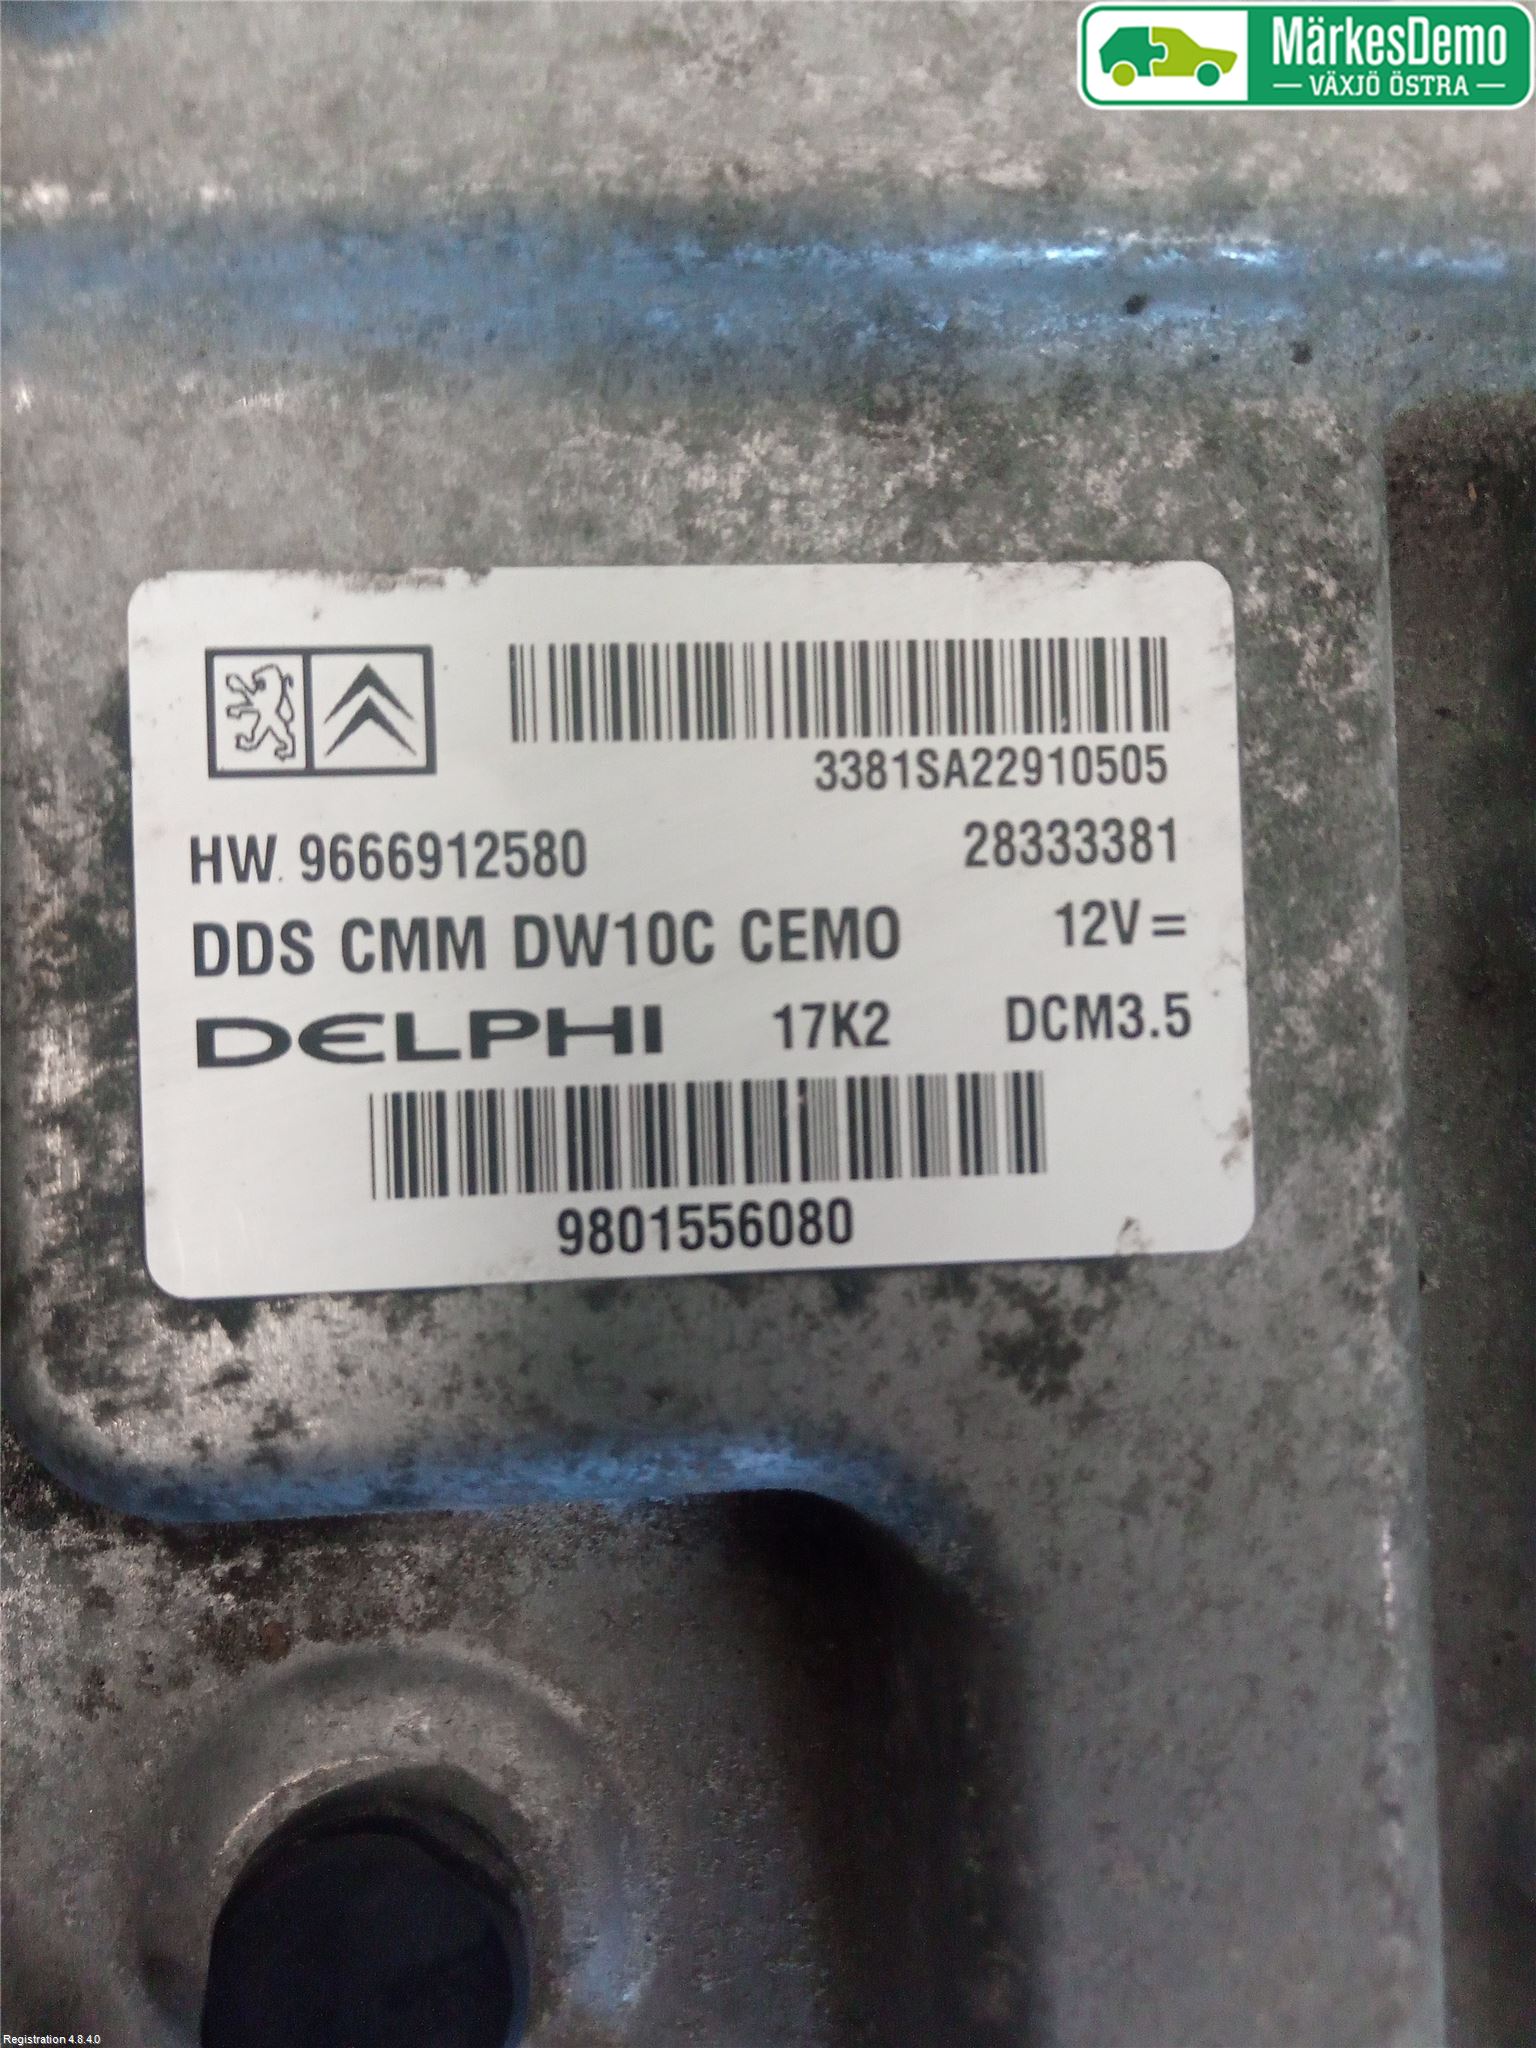 MärkesDemo
VÄXJÖ ÖSTRA
3381SA22910505
HW. 9666912580 28333381
DDS CMM DW10C CEMO 12V=
DELPHI 17K2 DCM3.5
9801556080
Registration 4.8.4.0